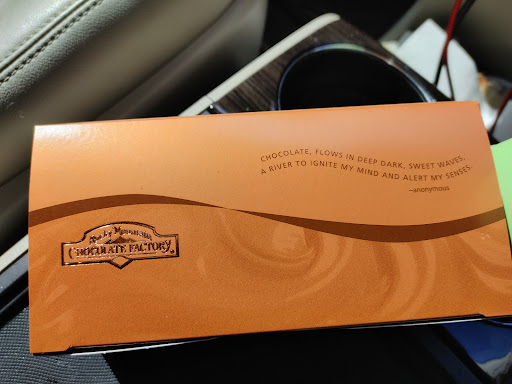 CHOCOLATE, FLOWS IN DEEP DARK, SWEET WAVES,
A RIVER TO IGNITE MY MIND AND ALERT MY SENSES.
–anonymous
Rocky Mountain
CHOCOLATE FACTORY